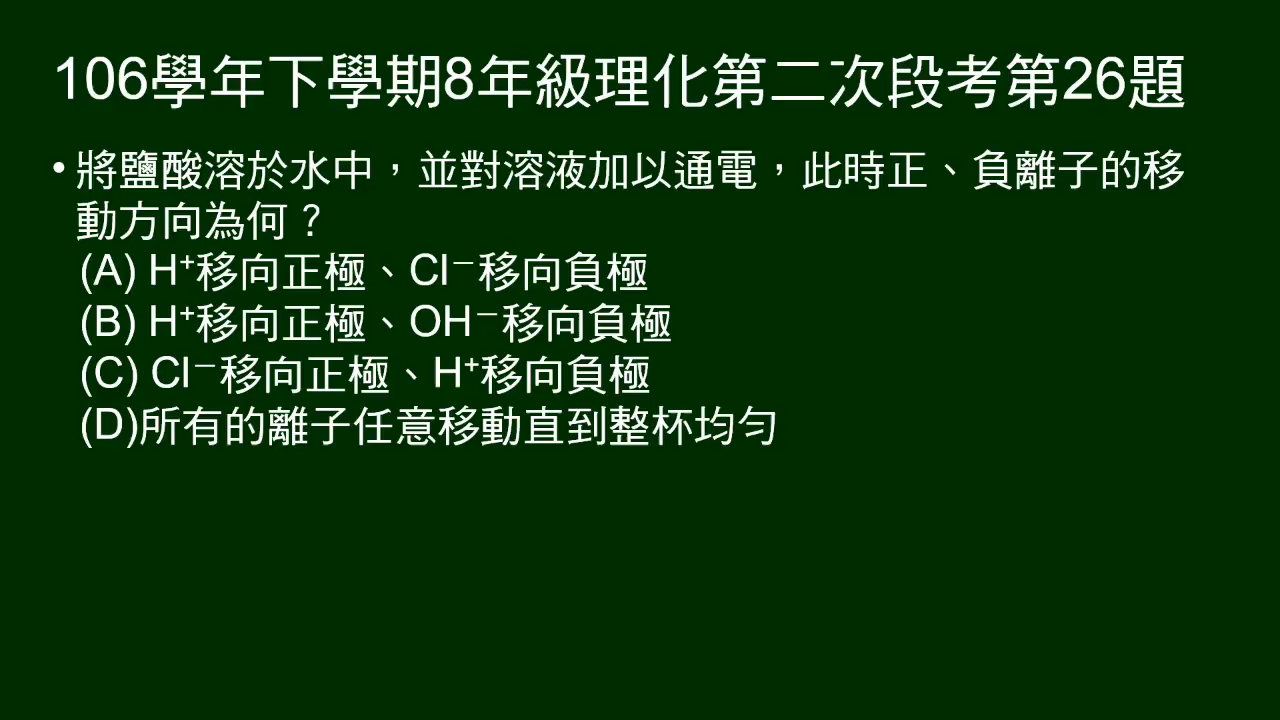 106學年下學期8年級理化第二次段考第26題
•將鹽酸溶於水中，並對溶液加以通電，此時正、負離子的移
動方向為何？
(A) H⁺移向正極、Cl⁻移向負極
(B) H⁺移向正極、OH⁻移向負極
(C) Cl⁻移向正極、H⁺移向負極
(D)所有的離子任意移動直到整杯均勻